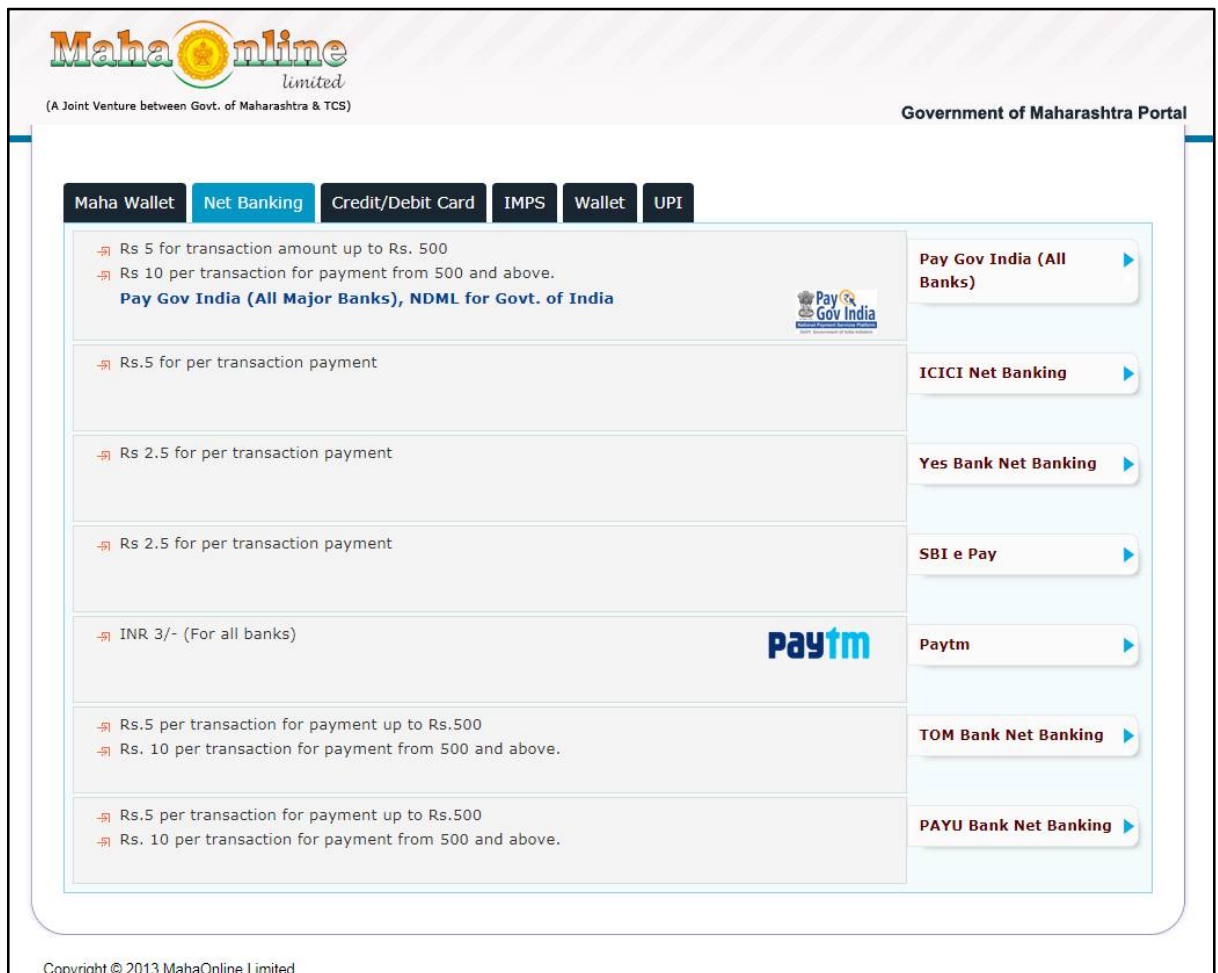 Maha Online
limited
(A Joint Venture between Govt. of Maharashtra & TCS)
Government of Maharashtra Portal
Maha Wallet Net Banking Credit/Debit Card IMPS Wallet UPI
Rs 5 for transaction amount up to Rs. 500
Rs 10 per transaction for payment from 500 and above.
Pay Gov India (All Major Banks), NDML for Govt. of India
Pay
Gov India
National Payment Services Platform
Pay Gov India (All
Banks)
Rs.5 for per transaction payment
ICICI Net Banking
Rs 2.5 for per transaction payment
Yes Bank Net Banking
Rs 2.5 for per transaction payment
SBI e Pay
INR 3/- (For all banks)
paytm
Paytm
Rs.5 per transaction for payment up to Rs.500
Rs. 10 per transaction for payment from 500 and above.
TOM Bank Net Banking
Rs.5 per transaction for payment up to Rs.500
Rs. 10 per transaction for payment from 500 and above.
PAYU Bank Net Banking
Copyright © 2013 MahaOnline Limited